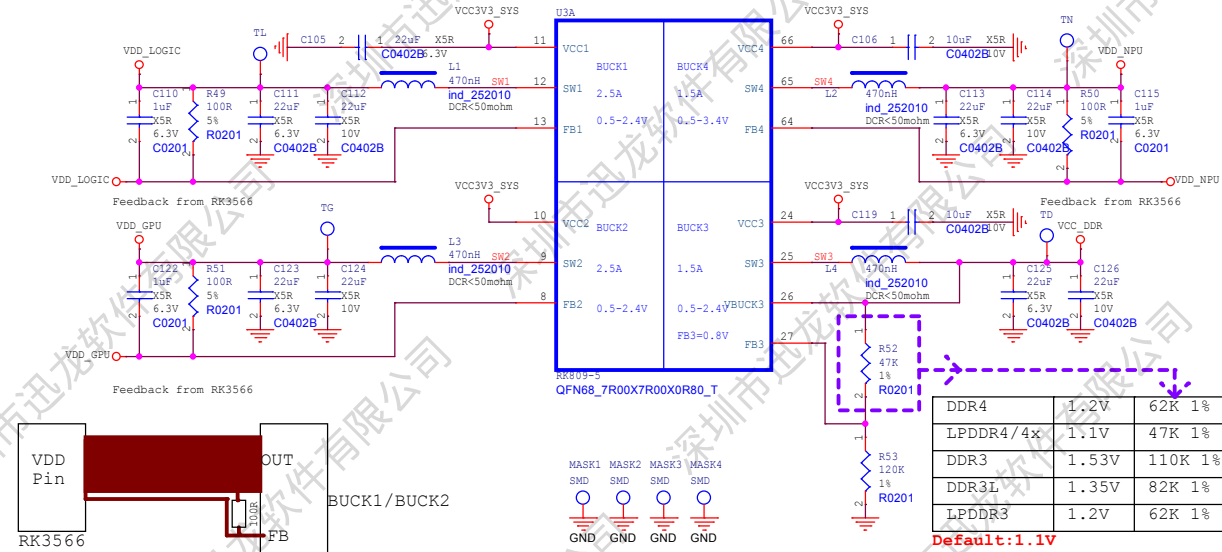 U3A
VCC3V3_SYS
VCC3V3_SYS
TL
C105 2 1 22uF X5R
C0402B 6.3V
11
VCC1
VCC4
66
C106 1 2 10uF X5R
C0402B 10V
TN
VDD_LOGIC
VDD_NPU
BUCK1
BUCK4
L1
470nH
ind_252010
DCR<50mohm
SW1
12
SW1
2.5A
1.5A
SW4
65
SW4
L2
470nH
ind_252010
DCR<50mohm
C110
1uF
X5R
6.3V
C0201
R49
100R
5%
R0201
C111
22uF
X5R
6.3V
C0402B
C112
22uF
X5R
10V
C0402B
13
FB1
0.5-2.4V
0.5-3.4V
FB4
64
C113
22uF
X5R
6.3V
C0402B
C114
22uF
X5R
10V
C0402B
R50
100R
5%
R0201
C115
1uF
X5R
6.3V
C0201
VDD_LOGIC
VDD_NPU
Feedback from RK3566
Feedback from RK3566
VCC3V3_SYS
VCC3V3_SYS
TG
10
VCC2
VCC3
24
C119 1 2 10uF X5R
C0402B 10V
TD
VDD_GPU
VCC_DDR
BUCK2
BUCK3
L3
470nH
ind_252010
DCR<50mohm
SW2
9
SW2
2.5A
1.5A
SW3
25
SW3
L4
470nH
ind_252010
DCR<50mohm
C122
1uF
X5R
6.3V
C0201
R51
100R
5%
R0201
C123
22uF
X5R
6.3V
C0402B
C124
22uF
X5R
10V
8
FB2
0.5-2.4V
0.5-2.4V
VBUCK3
26
C125
22uF
X5R
6.3V
C0402B
C126
22uF
X5R
10V
C0402B
FB3=0.8V
FB3
27
VDD_GPU
Feedback from RK3566
R52
47K
1%
R0201
RK809-5
QFN68_7R00X7R00X0R80_T
DDR4 1.2V 62K 1%
LPDDR4/4x 1.1V 47K 1%
DDR3 1.53V 110K 1%
DDR3L 1.35V 82K 1%
LPDDR3 1.2V 62K 1%
Default:1.1V
R53
120K
1%
R0201
MASK1 MASK2 MASK3 MASK4
SMD SMD SMD SMD
GND GND GND GND
VDD
Pin
OUT
100R
BUCK1/BUCK2
FB
RK3566
深圳市迅龙软件有限公司